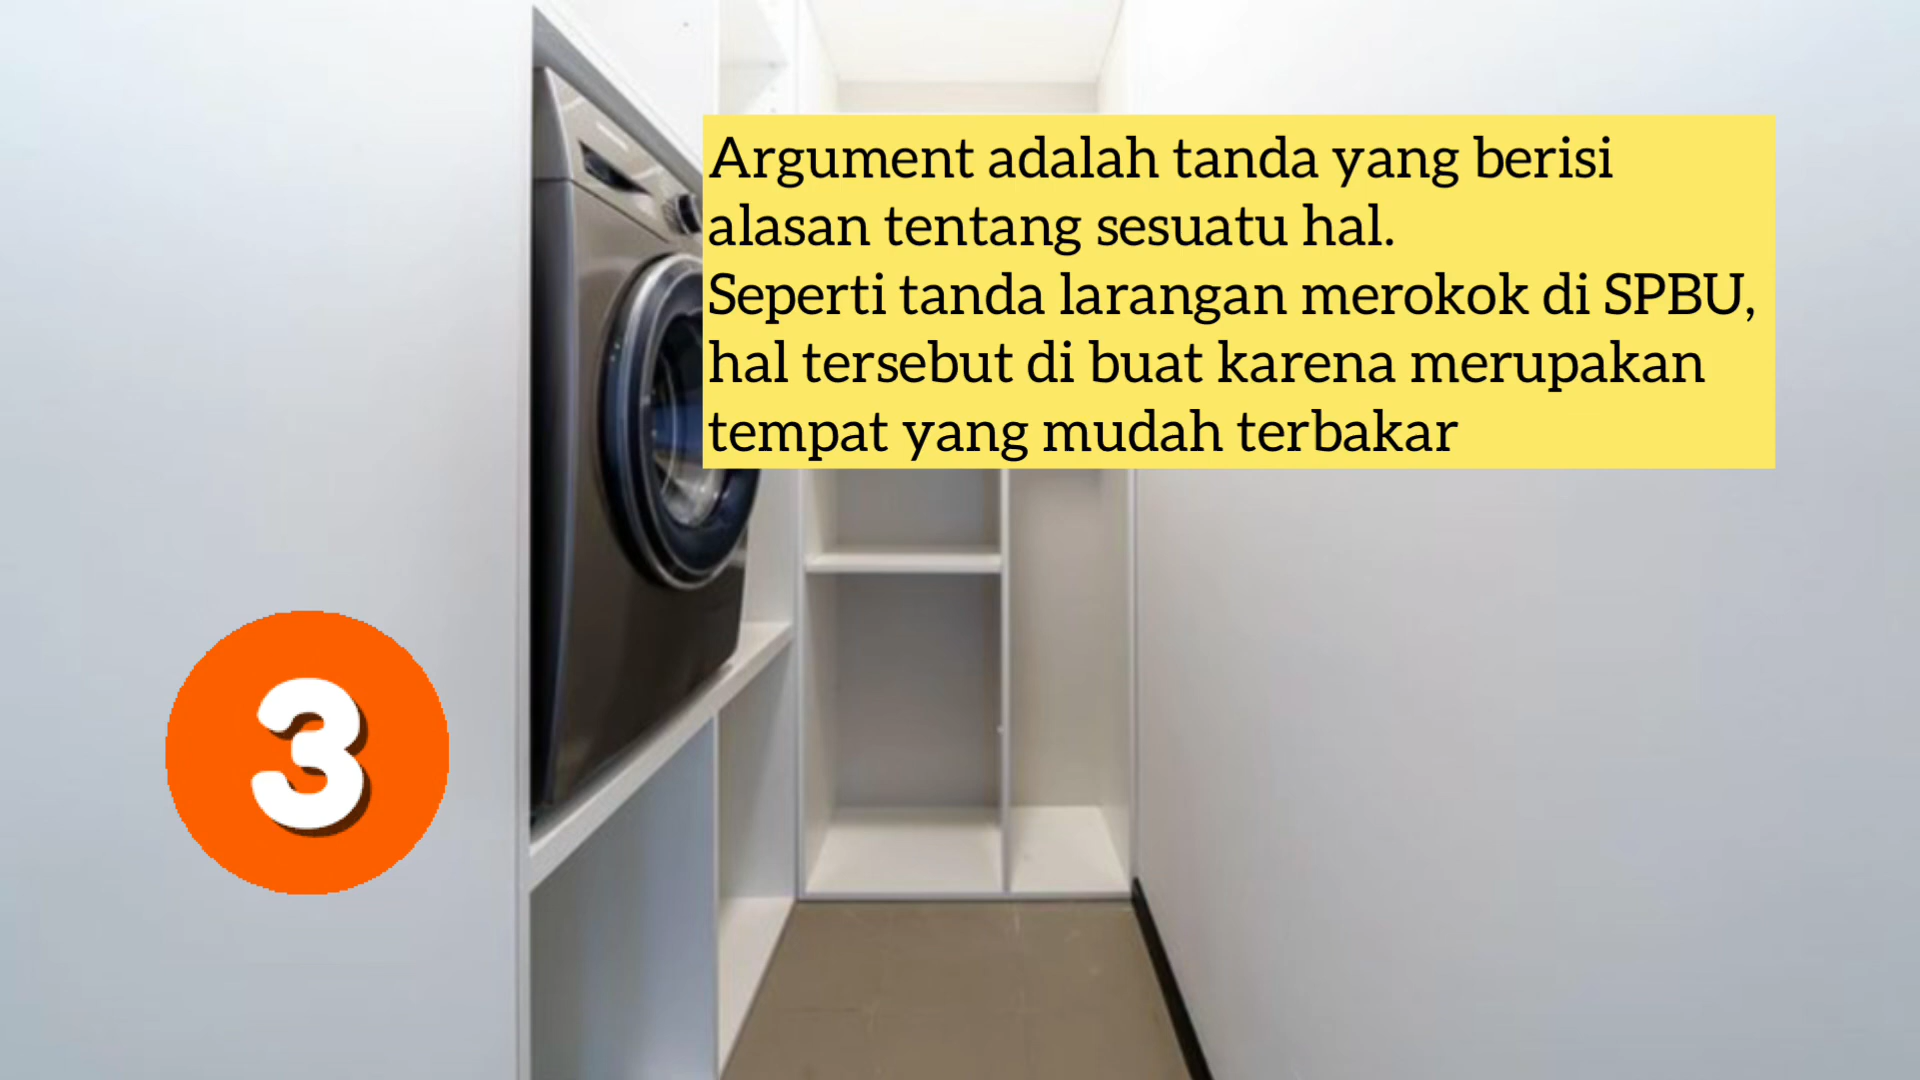 Argument adalah tanda yang berisi
alasan tentang sesuatu hal.
Seperti tanda larangan merokok di SPBU,
hal tersebut di buat karena merupakan
tempat yang mudah terbakar
3